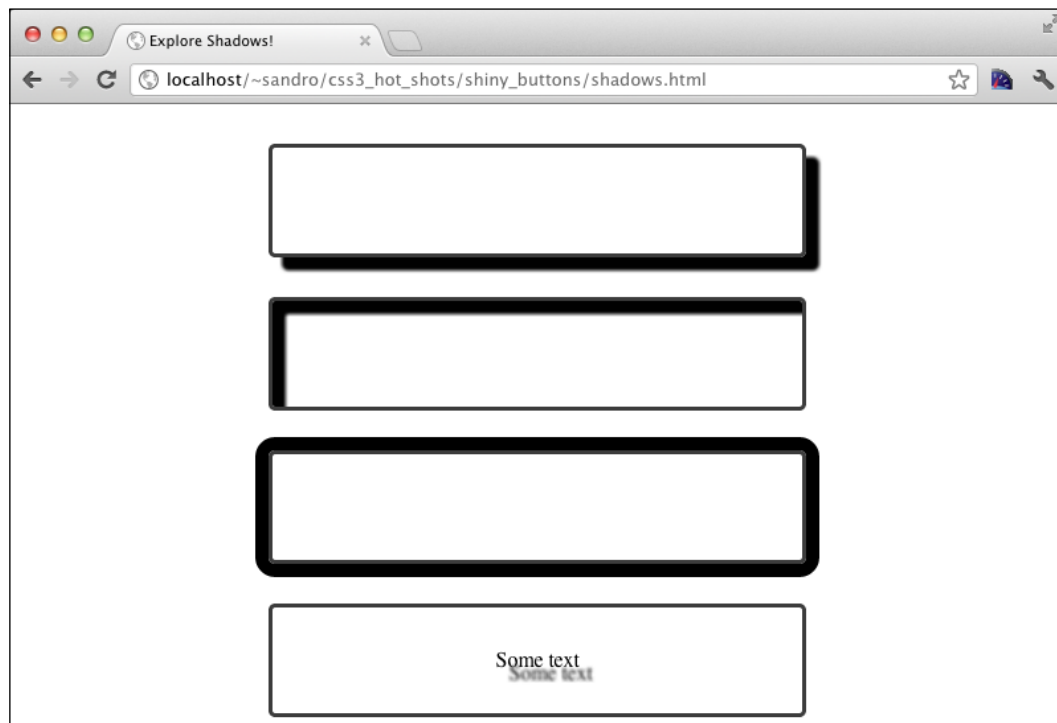 Explore Shadows!
localhost/~sandro/css3_hot_shots/shiny_buttons/shadows.html
Some text
Some text